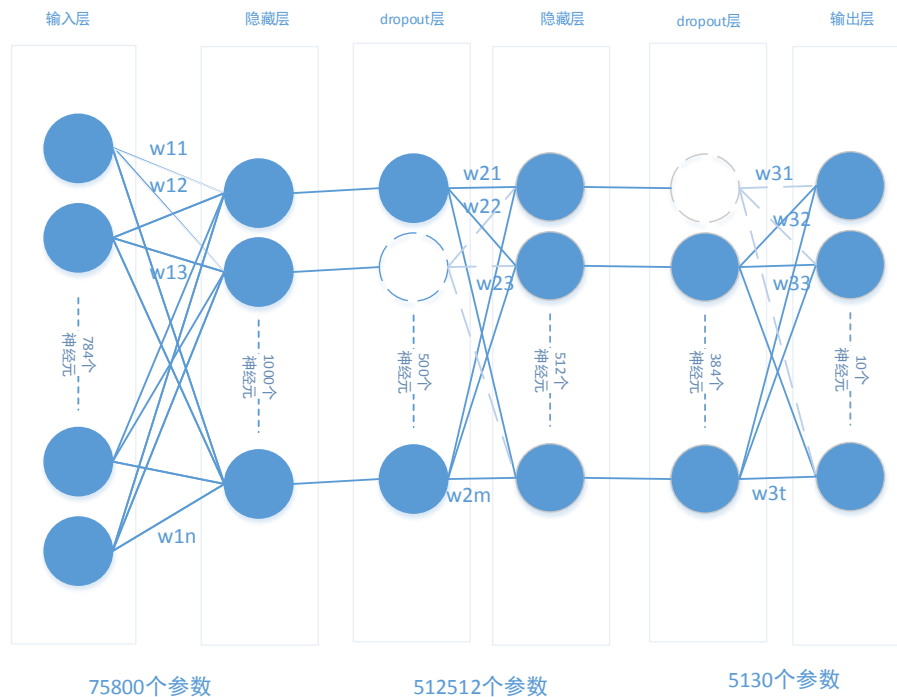 输入层
隐藏层
dropout层
隐藏层
dropout层
输出层
w11
w12
w13
w1n
w21
w22
w23
w2m
w31
w32
w33
w3t
784个
神经元
1000个
神经元
500个
神经元
512个
神经元
384个
神经元
10个
神经元
75800个参数
512512个参数
5130个参数